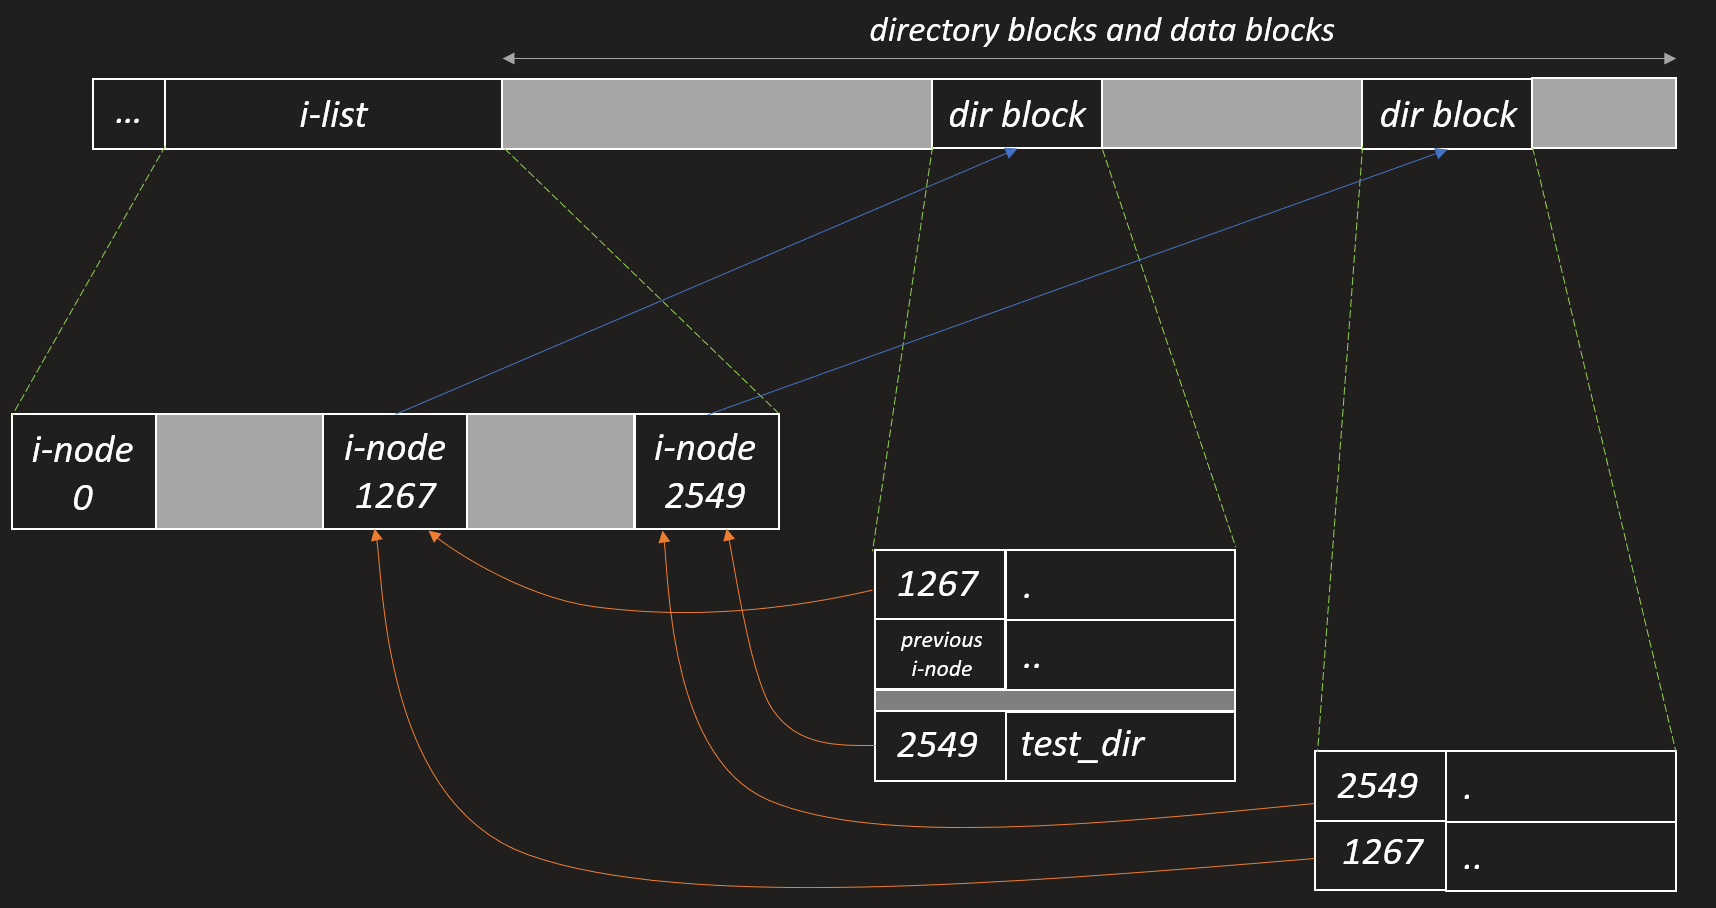 directory blocks and data blocks
...
i-list
dir block
dir block
i-node
0
i-node
1267
i-node
2549
1267
.
previous
i-node
..
2549
test_dir
2549
.
1267
..